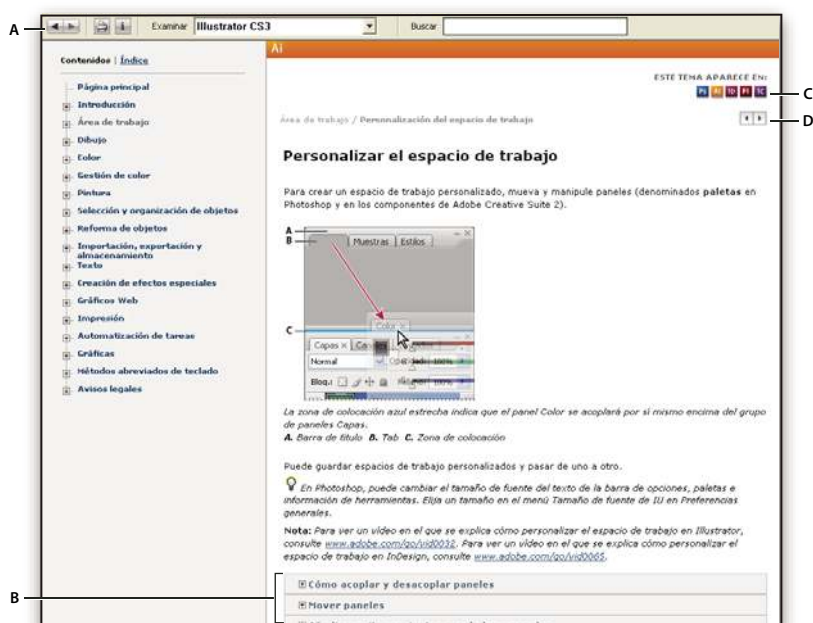 A
Examinar Illustrator CS3 Buscar
Ai
Contenidos | Índice
Página principal
Introducción
Área de trabajo
Dibujo
Color
Gestión de color
Pintura
Selección y organización de objetos
Reforma de objetos
Importación, exportación y
almacenamiento
Texto
Creación de efectos especiales
Gráficos Web
Impresión
Automatización de tareas
Gráficas
Métodos abreviados de teclado
Avisos legales
ESTE TEMA APARECE EN:
C
D
Área de trabajo / Personalización del espacio de trabajo
Personalizar el espacio de trabajo
Para crear un espacio de trabajo personalizado, mueva y manipule paneles (denominados paletas en
Photoshop y en los componentes de Adobe Creative Suite 2).
A
B
Muestras Estilos
C
Color ×
Capas ×
Normal
100%
Bloq.:
100%
La zona de colocación azul estrecha indica que el panel Color se acoplará por sí mismo encima del grupo
de paneles Capas.
A. Barra de título B. Tab C. Zona de colocación
Puede guardar espacios de trabajo personalizados y pasar de uno a otro.
En Photoshop, puede cambiar el tamaño de fuente del texto de la barra de opciones, paletas e
información de herramientas. Elija un tamaño en el menú Tamaño de fuente de IU en Preferencias
generales.
Nota: Para ver un vídeo en el que se explica cómo personalizar el espacio de trabajo en Illustrator,
consulte www.adobe.com/go/vid0032. Para ver un vídeo en el que se explica cómo personalizar el
espacio de trabajo en InDesign, consulte www.adobe.com/go/vid0065.
B
Cómo acoplar y desacoplar paneles
Mover paneles